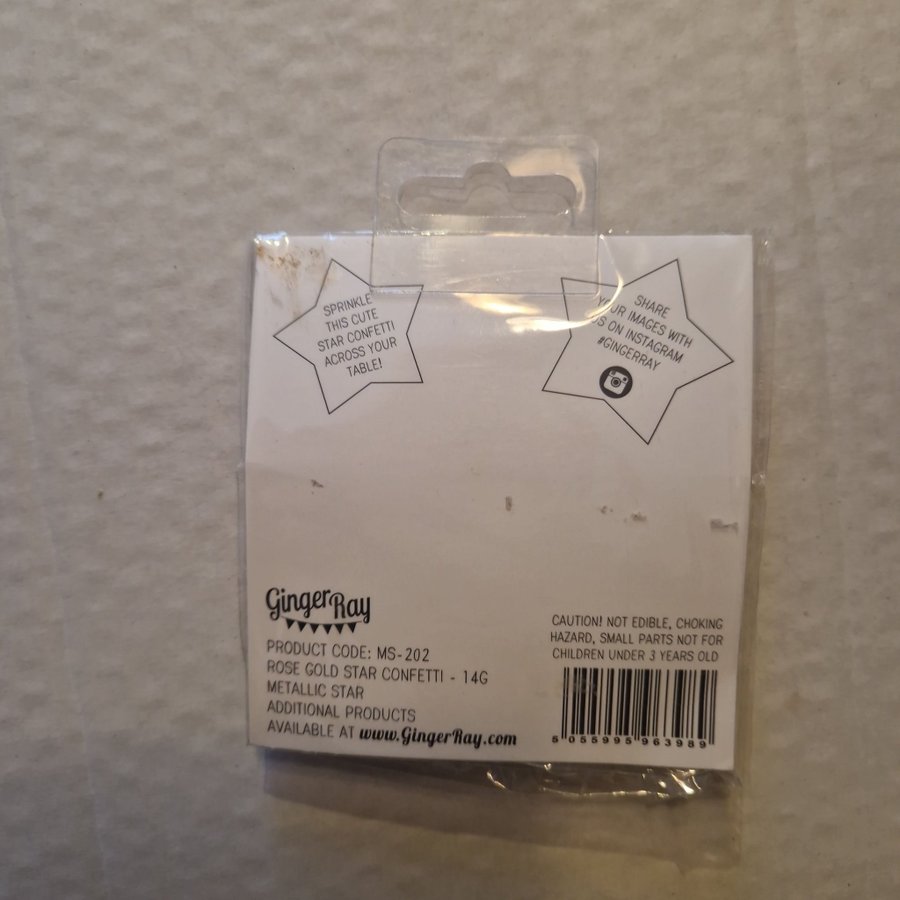 SPRINKLE
THIS CUTE
STAR CONFETTI
ACROSS YOUR
TABLE!
SHARE
YOUR IMAGES WITH
US ON INSTAGRAM
#GINGERRAY
Ginger Ray
PRODUCT CODE: MS-202
ROSE GOLD STAR CONFETTI - 14G
METALLIC STAR
ADDITIONAL PRODUCTS
AVAILABLE AT www.GingerRay.com
CAUTION! NOT EDIBLE, CHOKING
HAZARD, SMALL PARTS NOT FOR
CHILDREN UNDER 3 YEARS OLD
5 055995 963989